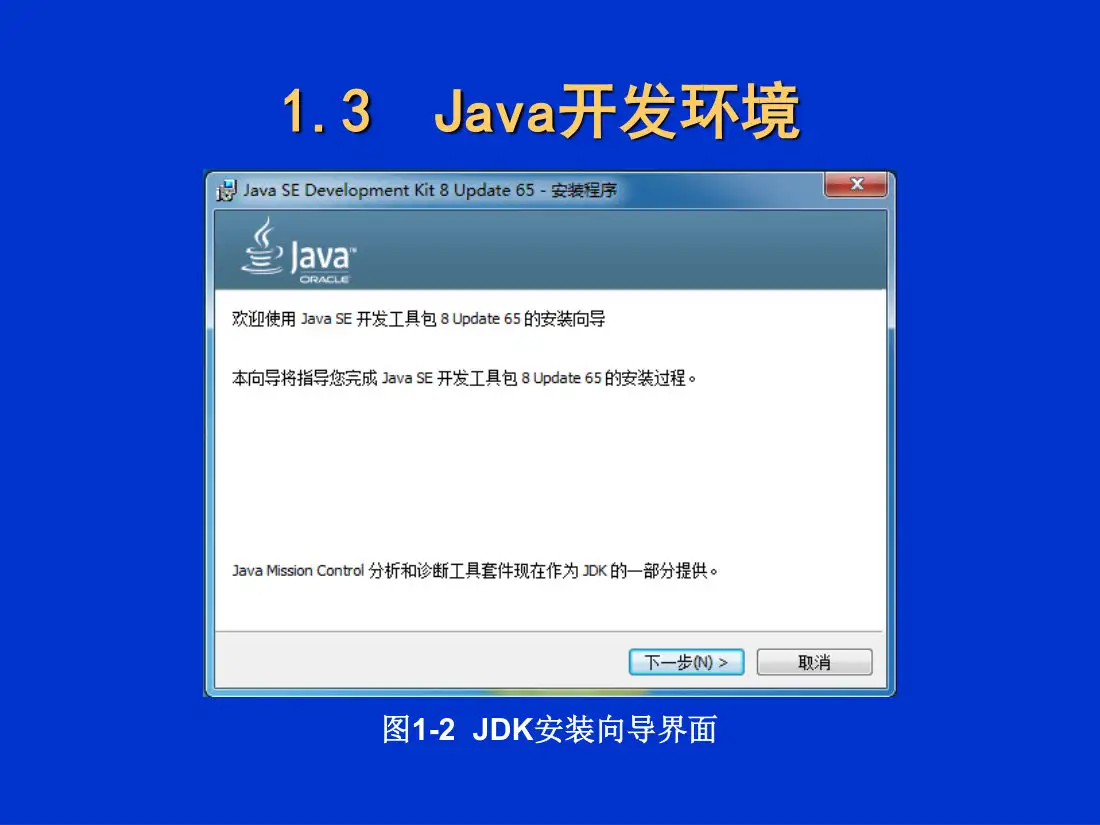 1.3 Java开发环境
Java SE Development Kit 8 Update 65 - 安装程序
Java™
ORACLE
欢迎使用 Java SE 开发工具包 8 Update 65 的安装向导
本向导将指导您完成 Java SE 开发工具包 8 Update 65 的安装过程。
Java Mission Control 分析和诊断工具套件现在作为 JDK 的一部分提供。
下一步(N) >
取消
图1-2 JDK安装向导界面